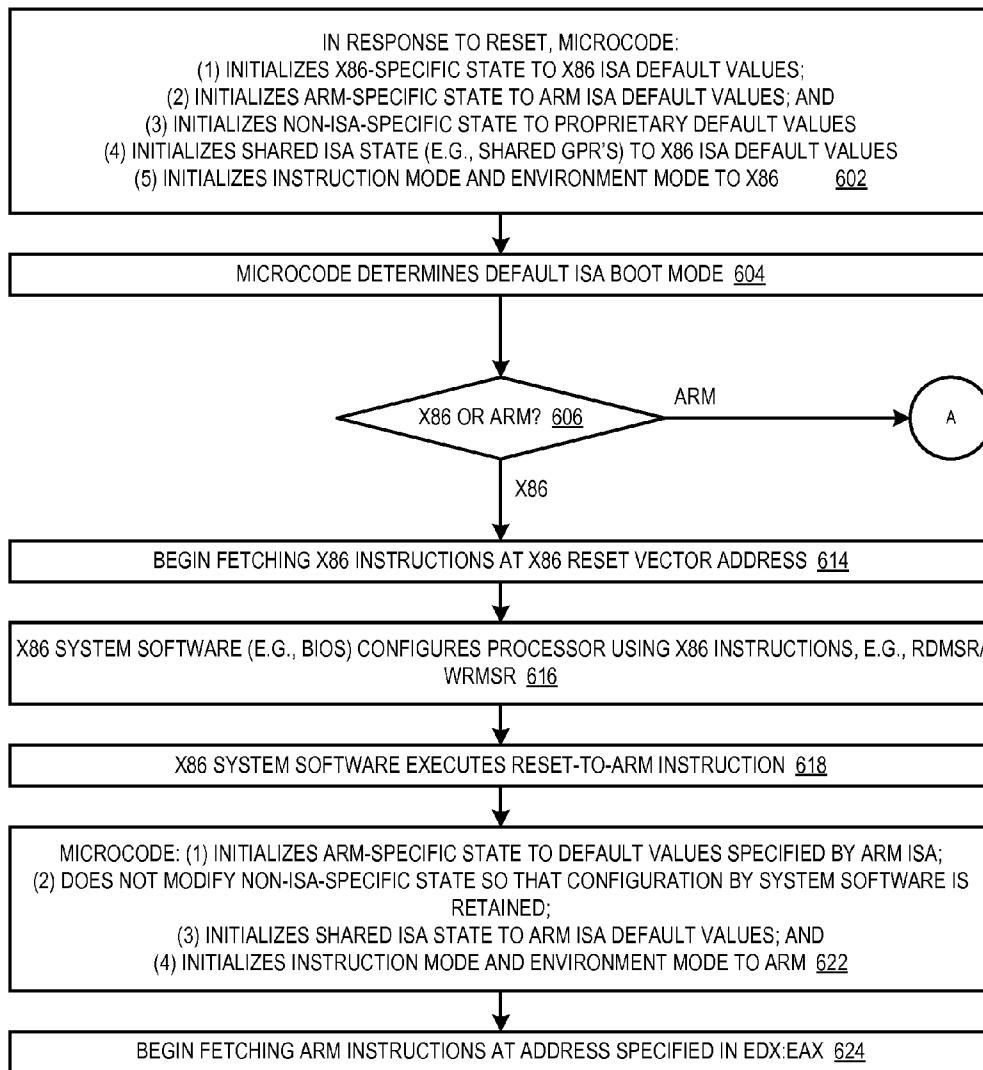 IN RESPONSE TO RESET, MICROCODE:
(1) INITIALIZES X86-SPECIFIC STATE TO X86 ISA DEFAULT VALUES;
(2) INITIALIZES ARM-SPECIFIC STATE TO ARM ISA DEFAULT VALUES; AND
(3) INITIALIZES NON-ISA-SPECIFIC STATE TO PROPRIETARY DEFAULT VALUES
(4) INITIALIZES SHARED ISA STATE (E.G., SHARED GPR'S) TO X86 ISA DEFAULT VALUES
(5) INITIALIZES INSTRUCTION MODE AND ENVIRONMENT MODE TO X86 602
MICROCODE DETERMINES DEFAULT ISA BOOT MODE 604
X86 OR ARM? 606
ARM
A
X86
BEGIN FETCHING X86 INSTRUCTIONS AT X86 RESET VECTOR ADDRESS 614
X86 SYSTEM SOFTWARE (E.G., BIOS) CONFIGURES PROCESSOR USING X86 INSTRUCTIONS, E.G., RDMSR/
WRMSR 616
X86 SYSTEM SOFTWARE EXECUTES RESET-TO-ARM INSTRUCTION 618
MICROCODE: (1) INITIALIZES ARM-SPECIFIC STATE TO DEFAULT VALUES SPECIFIED BY ARM ISA;
(2) DOES NOT MODIFY NON-ISA-SPECIFIC STATE SO THAT CONFIGURATION BY SYSTEM SOFTWARE IS
RETAINED;
(3) INITIALIZES SHARED ISA STATE TO ARM ISA DEFAULT VALUES; AND
(4) INITIALIZES INSTRUCTION MODE AND ENVIRONMENT MODE TO ARM 622
BEGIN FETCHING ARM INSTRUCTIONS AT ADDRESS SPECIFIED IN EDX:EAX 624